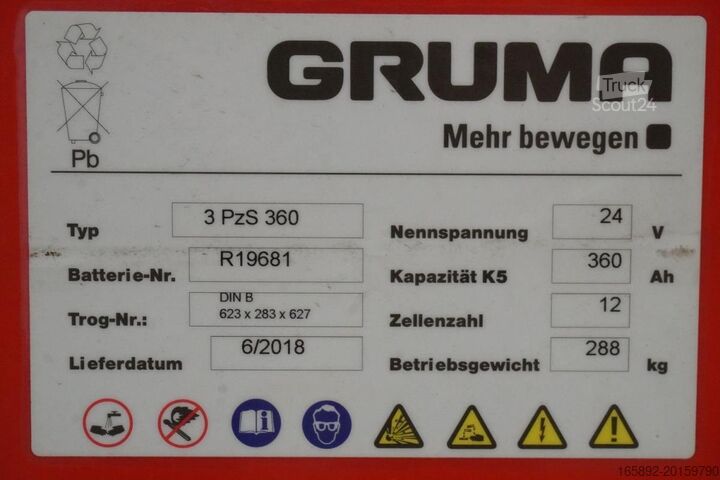 GRUMA
Truck
Scout24
Mehr bewegen
Pb
Typ 3 PzS 360
Nennspannung 24 V
Batterie-Nr. R19681
Kapazität K5 360 Ah
Trog-Nr.: DIN B
623 x 283 x 627
Zellenzahl 12
Lieferdatum 6/2018
Betriebsgewicht 288 kg
165892-20159790